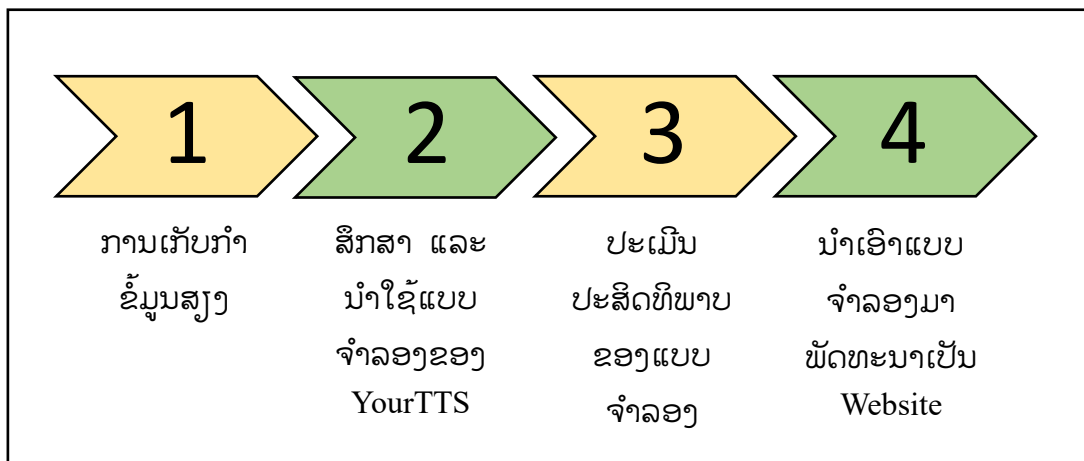 1
2
3
4
ການເກັບກຳ
ຂໍ້ມູນສຽງ
ສຶກສາ ແລະ
ນຳໃຊ້ແບບ
ຈຳລອງຂອງ
YourTTS
ປະເມີນ
ປະສິດທິພາບ
ຂອງແບບ
ຈຳລອງ
ນຳເອົາແບບ
ຈຳລອງມາ
ພັດທະນາເປັນ
Website